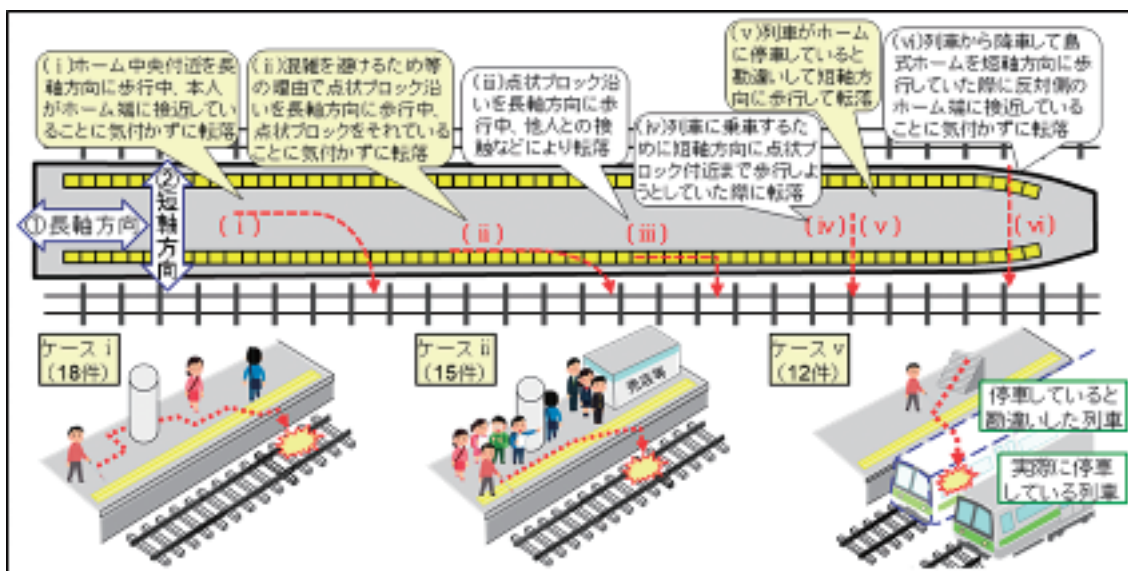 (ⅰ)ホーム中央付近を長
軸方向に歩行中、本人
がホーム端に接近してい
ることに気付かずに転落
(ⅱ)混雑を避けるため等
の理由で点状ブロック沿
いを長軸方向に歩行中、
点状ブロックをそれている
ことに気付かずに転落
(ⅲ)点状ブロック沿
いを長軸方向に歩
行中、他人との接
触などにより転落
(ⅳ)列車に乗車するた
めに短軸方向に点状ブ
ロック付近まで歩行しよ
うとしていた際に転落
(ⅴ)列車がホーム
に停車していると
勘違いして短軸方
向に歩行して転落
(ⅵ)列車から降車して島
式ホームを短軸方向に歩
行していた際に反対側の
ホーム端に接近している
ことに気付かずに転落
①長軸方向
②短軸方向
(ⅰ)
(ⅱ)
(ⅲ)
(ⅳ)
(ⅴ)
(ⅵ)
ケースⅰ
(18件)
ケースⅱ
(15件)
売店等
ケースⅴ
(12件)
停車していると
勘違いした列車
実際に停車
している列車